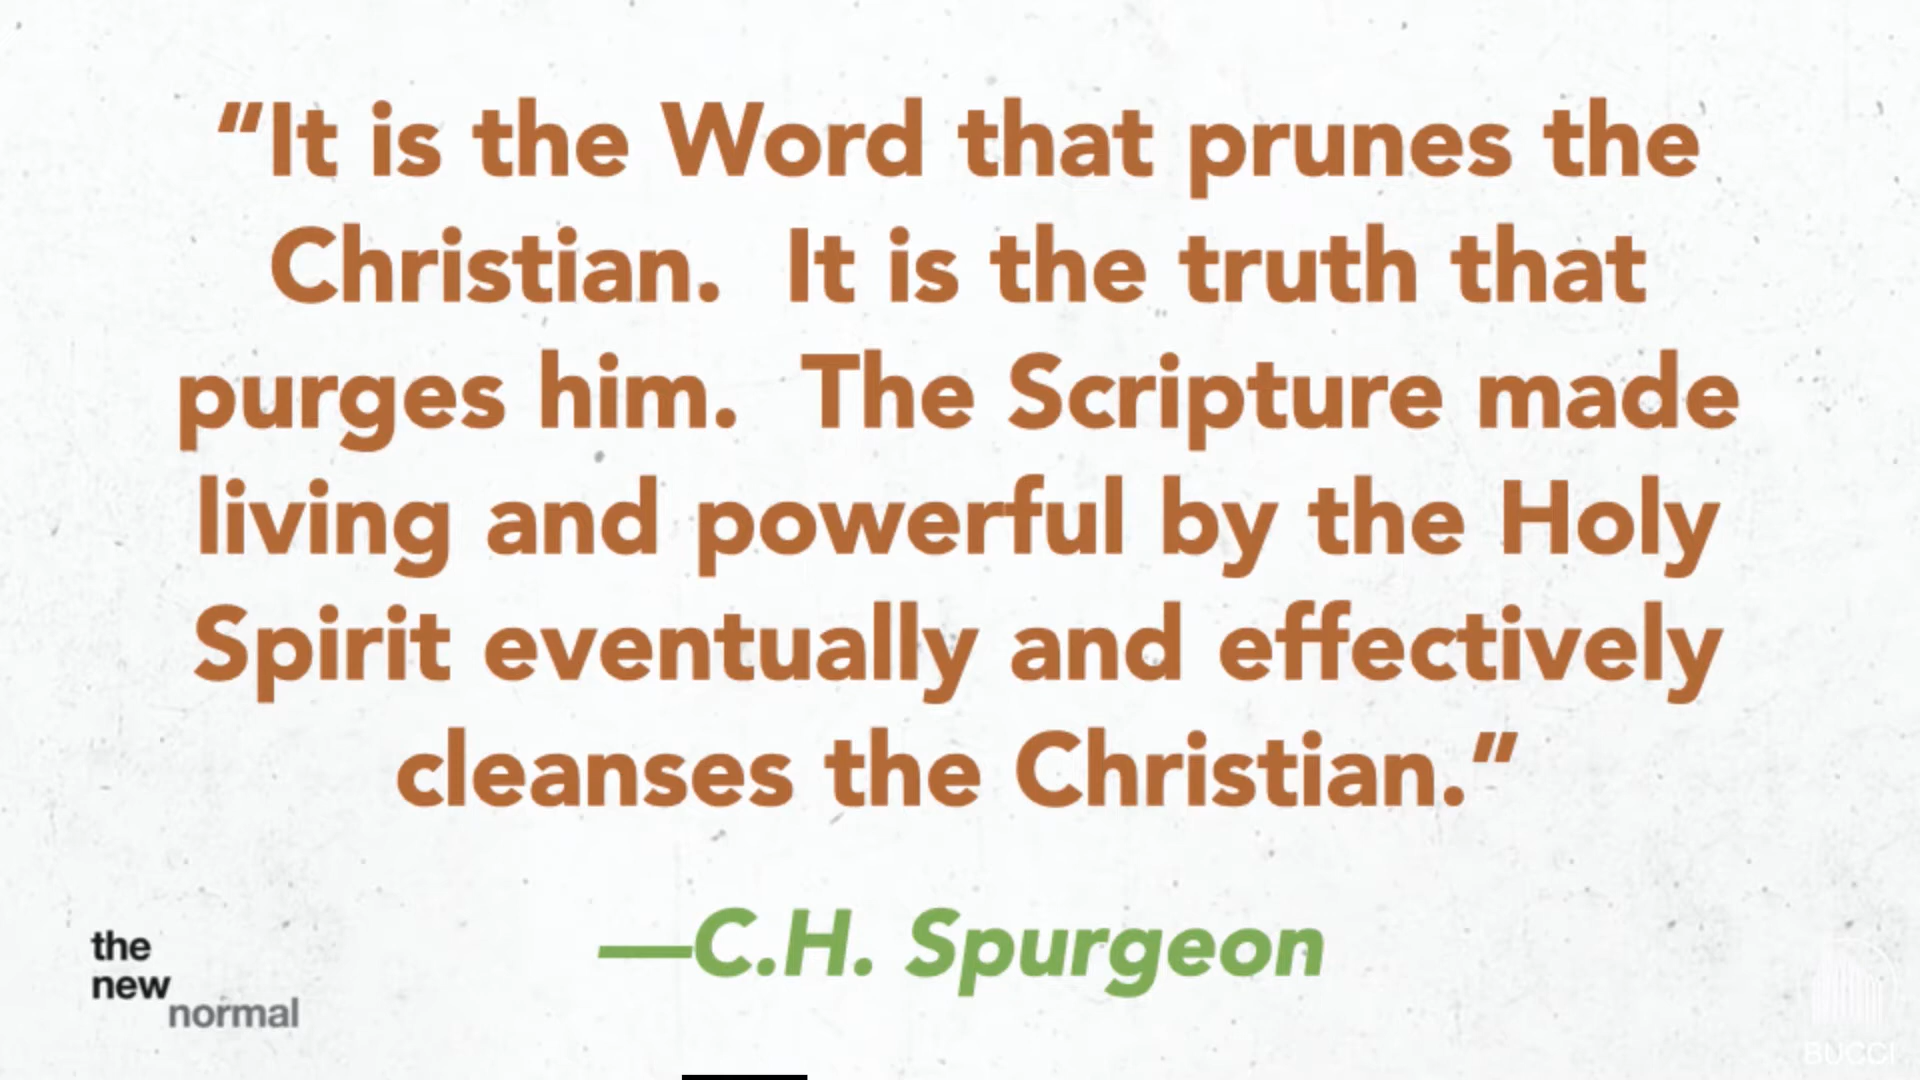 “It is the Word that prunes the
Christian.  It is the truth that
purges him.  The Scripture made
living and powerful by the Holy
Spirit eventually and effectively
cleanses the Christian.”
—C.H. Spurgeon
the
new
normal
BUCCI